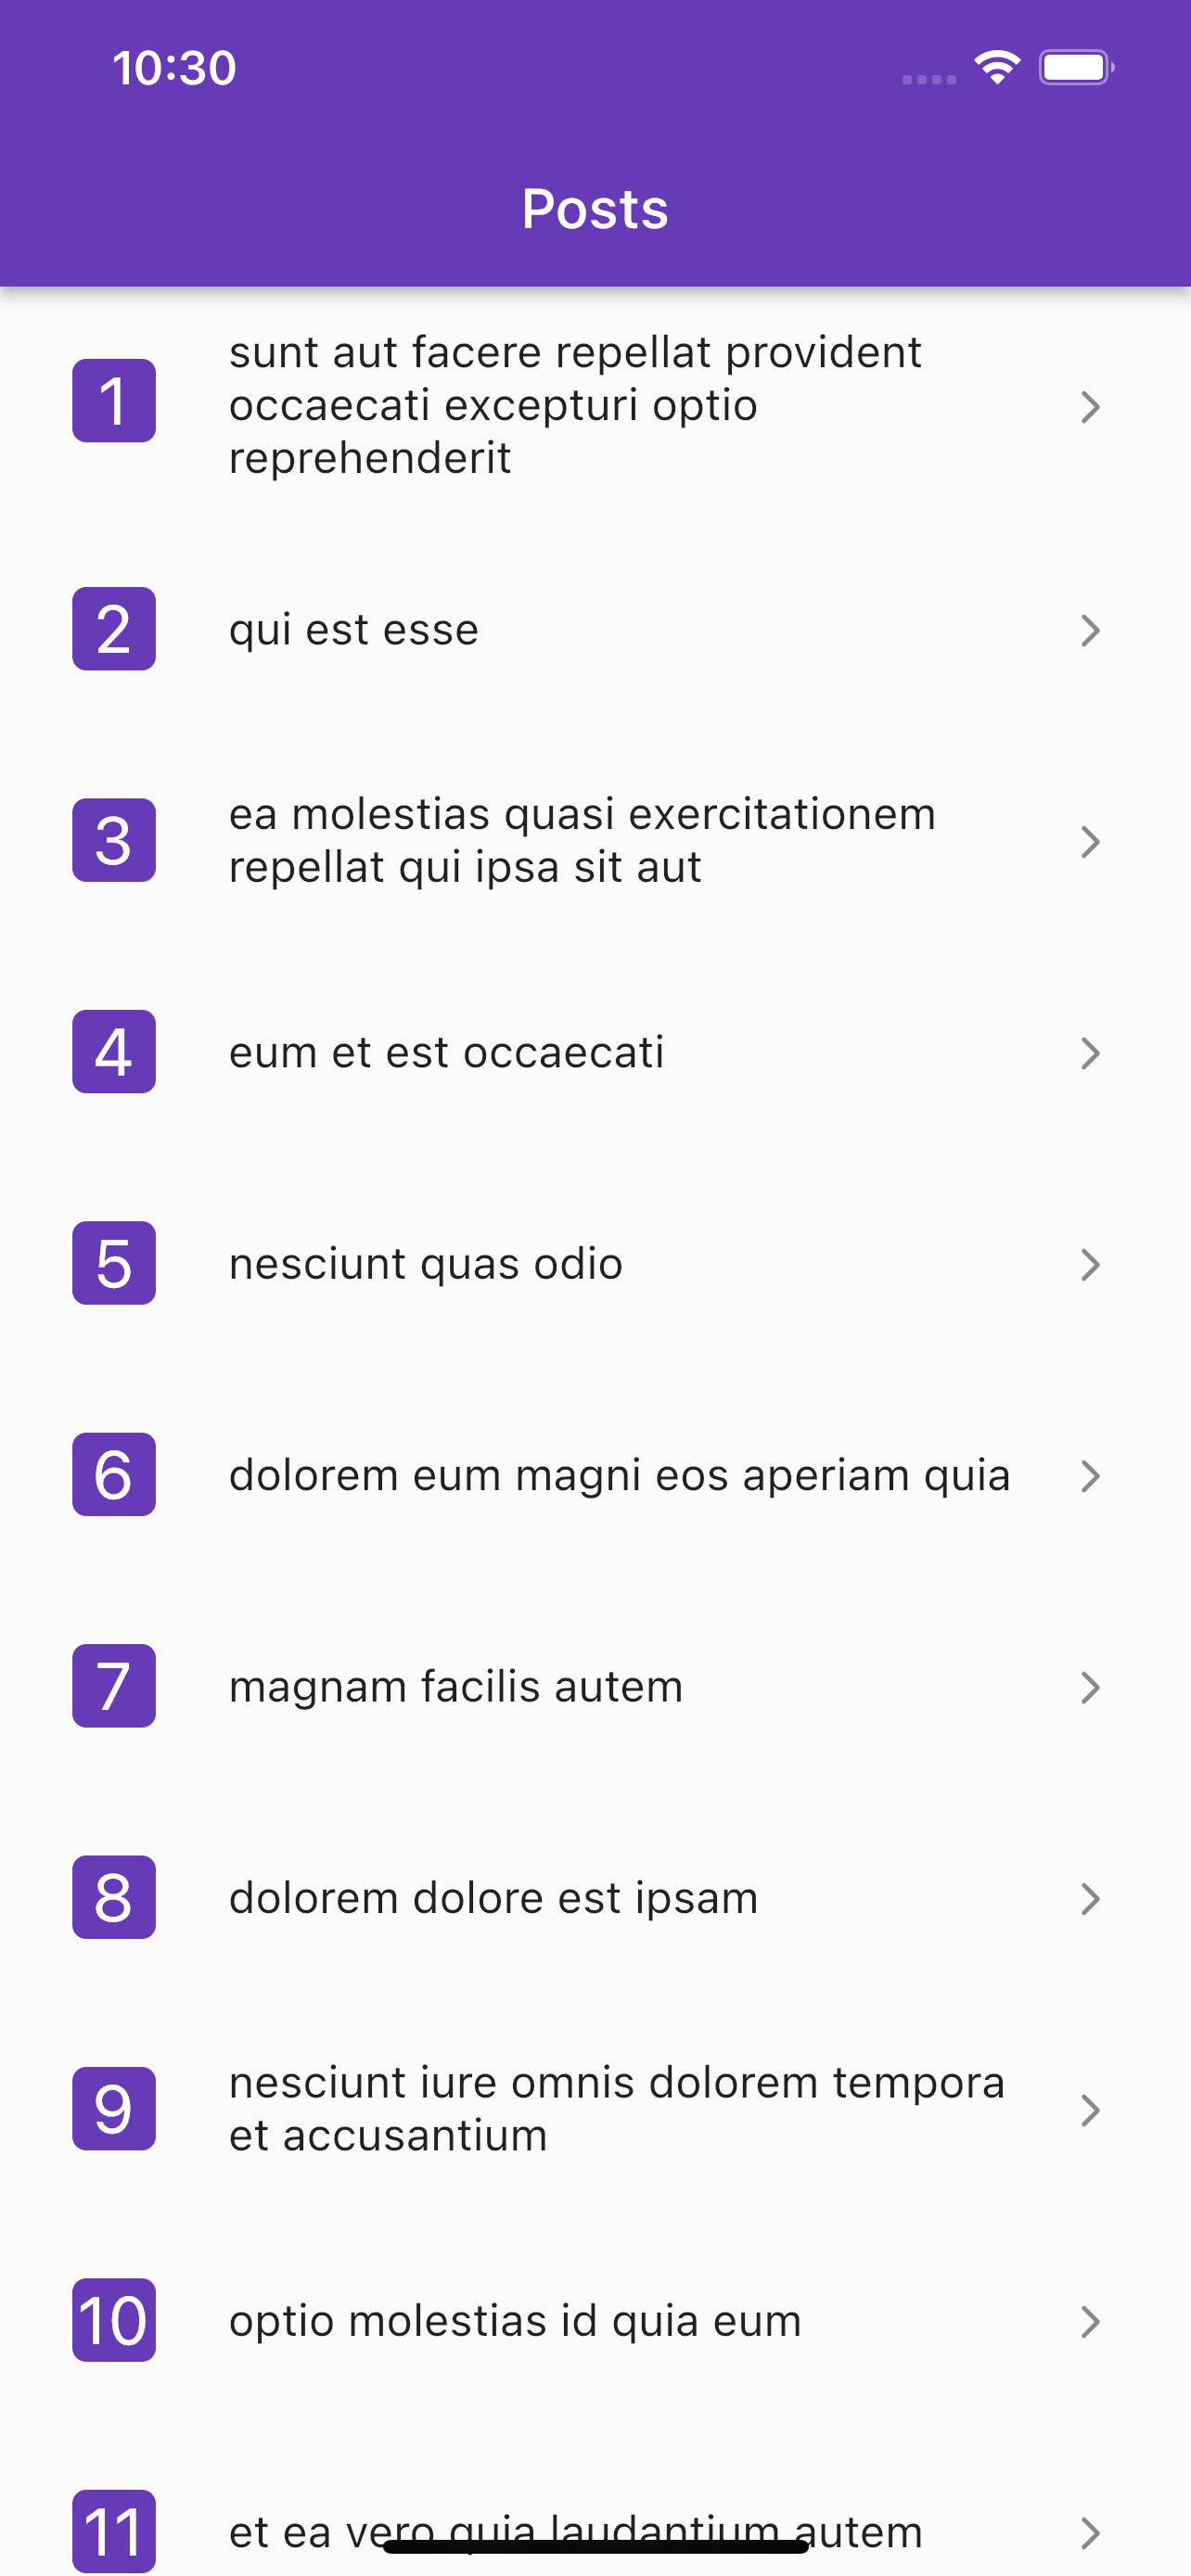 10:30
Posts
1
sunt aut facere repellat provident
occaecati excepturi optio
reprehenderit
2
qui est esse
3
ea molestias quasi exercitationem
repellat qui ipsa sit aut
4
eum et est occaecati
5
nesciunt quas odio
6
dolorem eum magni eos aperiam quia
7
magnam facilis autem
8
dolorem dolore est ipsam
9
nesciunt iure omnis dolorem tempora
et accusantium
10
optio molestias id quia eum
11
et ea vero quia laudantium autem